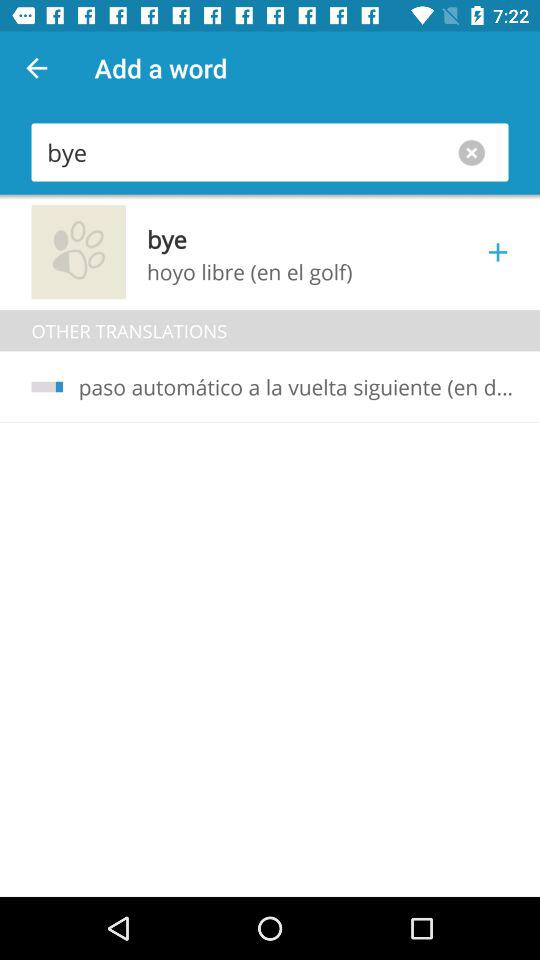 7:22
Add a word
bye
bye
hoyo libre (en el golf)
OTHER TRANSLATIONS
paso automático a la vuelta siguiente (en d...